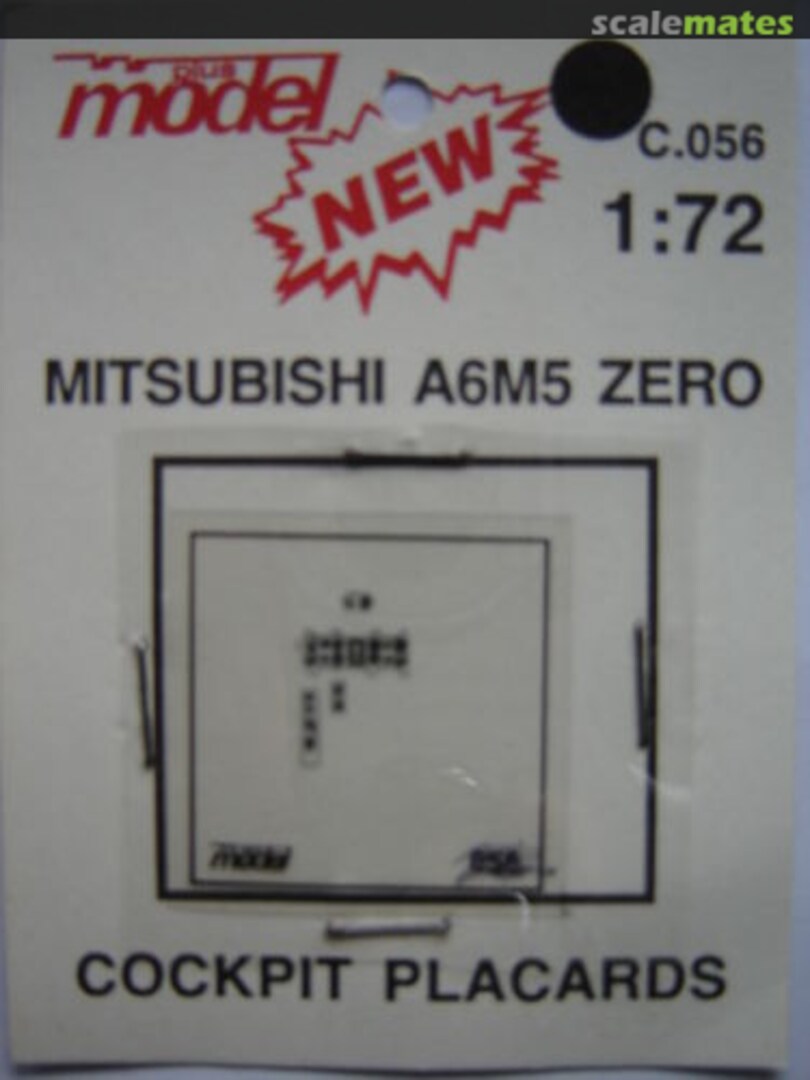 scalemates
plus
model
NEW
C.056
1:72
MITSUBISHI A6M5 ZERO
model
056
COCKPIT PLACARDS